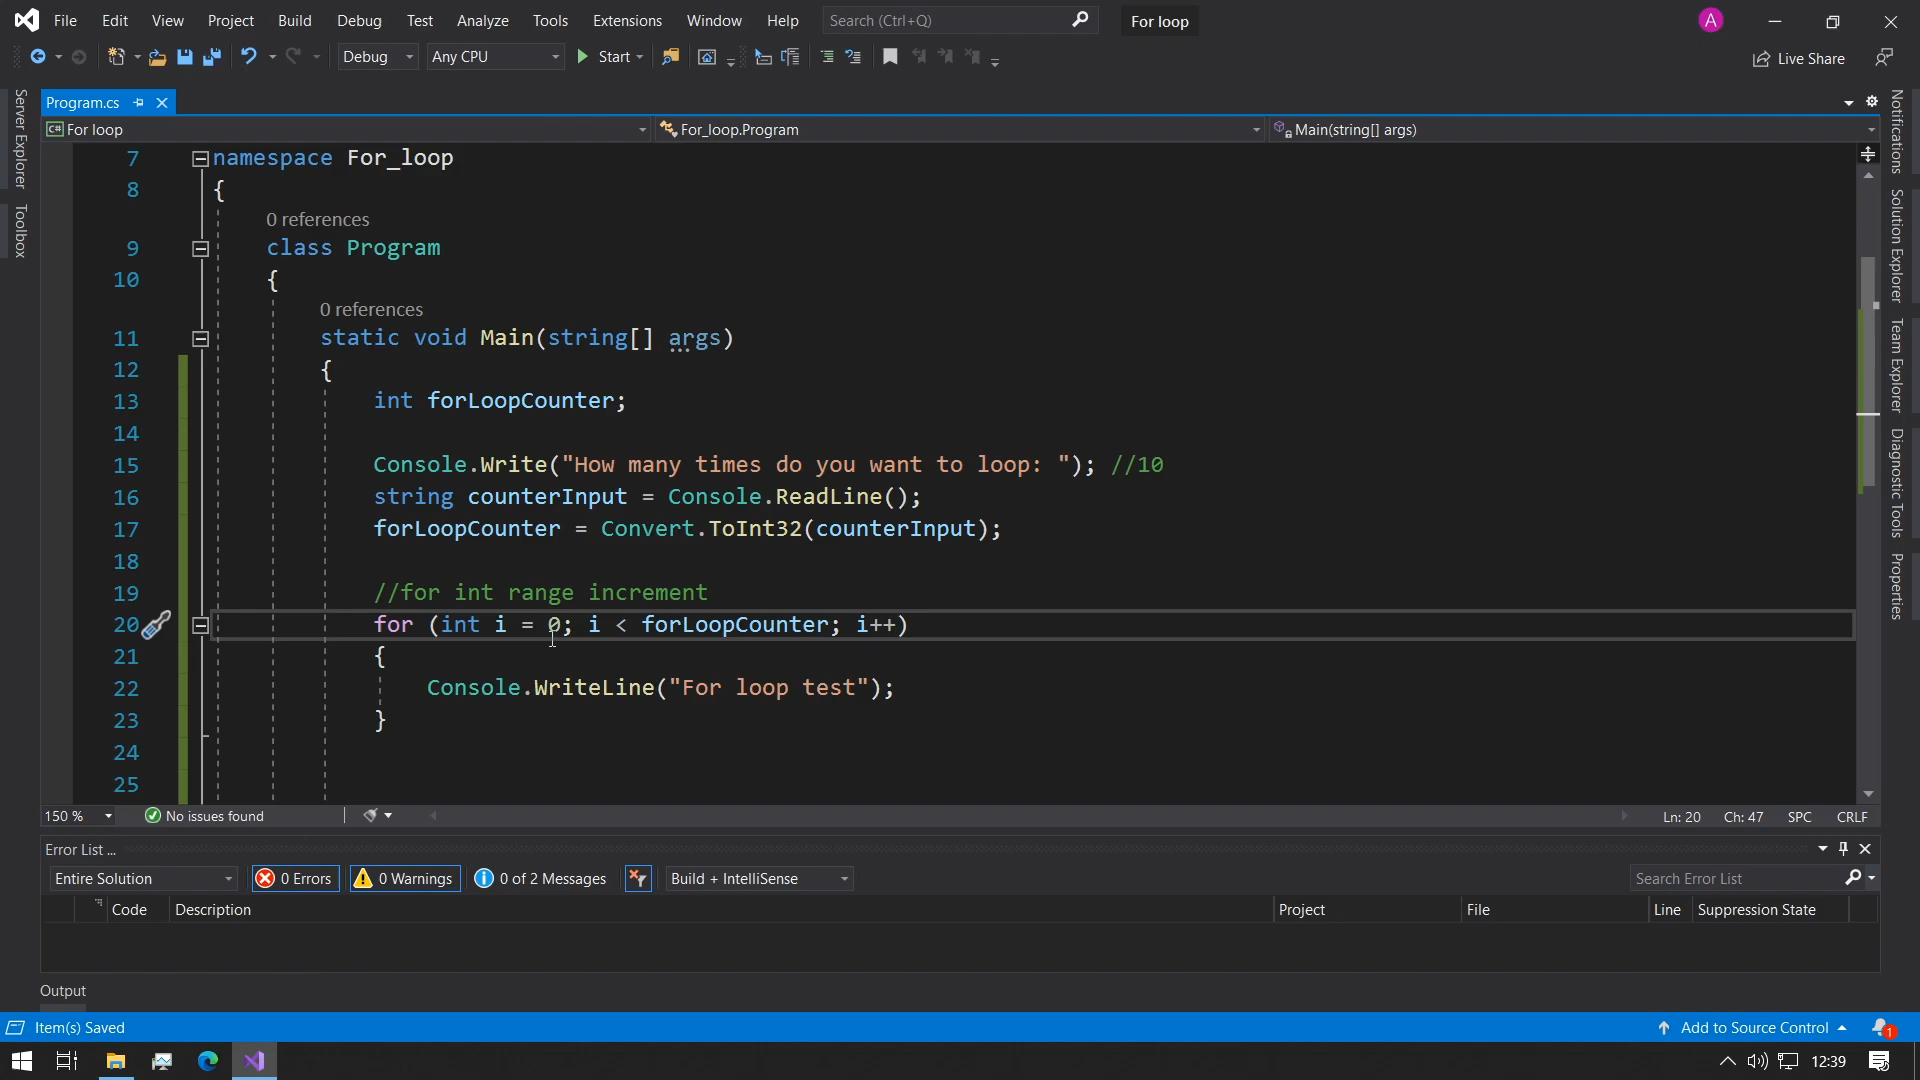 File Edit View Project Build Debug Test Analyze Tools Extensions Window Help Search (Ctrl+Q) For loop A
Debug Any CPU Start Live Share
Program.cs
C# For loop For_loop.Program Main(string[] args)
7 namespace For_loop
8 {
0 references
9 class Program
10 {
0 references
11 static void Main(string[] args)
12 {
13 int forLoopCounter;
14
15 Console.Write("How many times do you want to loop: "); //10
16 string counterInput = Console.ReadLine();
17 forLoopCounter = Convert.ToInt32(counterInput);
18
19 //for int range increment
20 for (int i = 0; i < forLoopCounter; i++)
21 {
22 Console.WriteLine("For loop test");
23 }
24
25
150 % No issues found Ln: 20 Ch: 47 SPC CRLF
Error List ...
Entire Solution 0 Errors 0 Warnings 0 of 2 Messages Build + IntelliSense Search Error List
Code Description Project File Line Suppression State
Output
Item(s) Saved Add to Source Control 1
12:39
Server Explorer
Toolbox
Notifications
Solution Explorer
Team Explorer
Diagnostic Tools
Properties